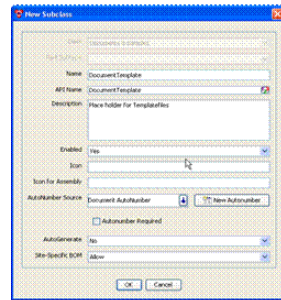 New Subclass
Name
DocumentTemplate
API Name
DocumentTemplate
Description
Place holder for TemplateFiles
Enabled
Yes
Icon
Icon for Assembly
AutoNumber Source
Document AutoNumber
New Autonumber
Autonumber Required
AutoGenerate
No
Site-Specific BOM
Allow
OK
Cancel